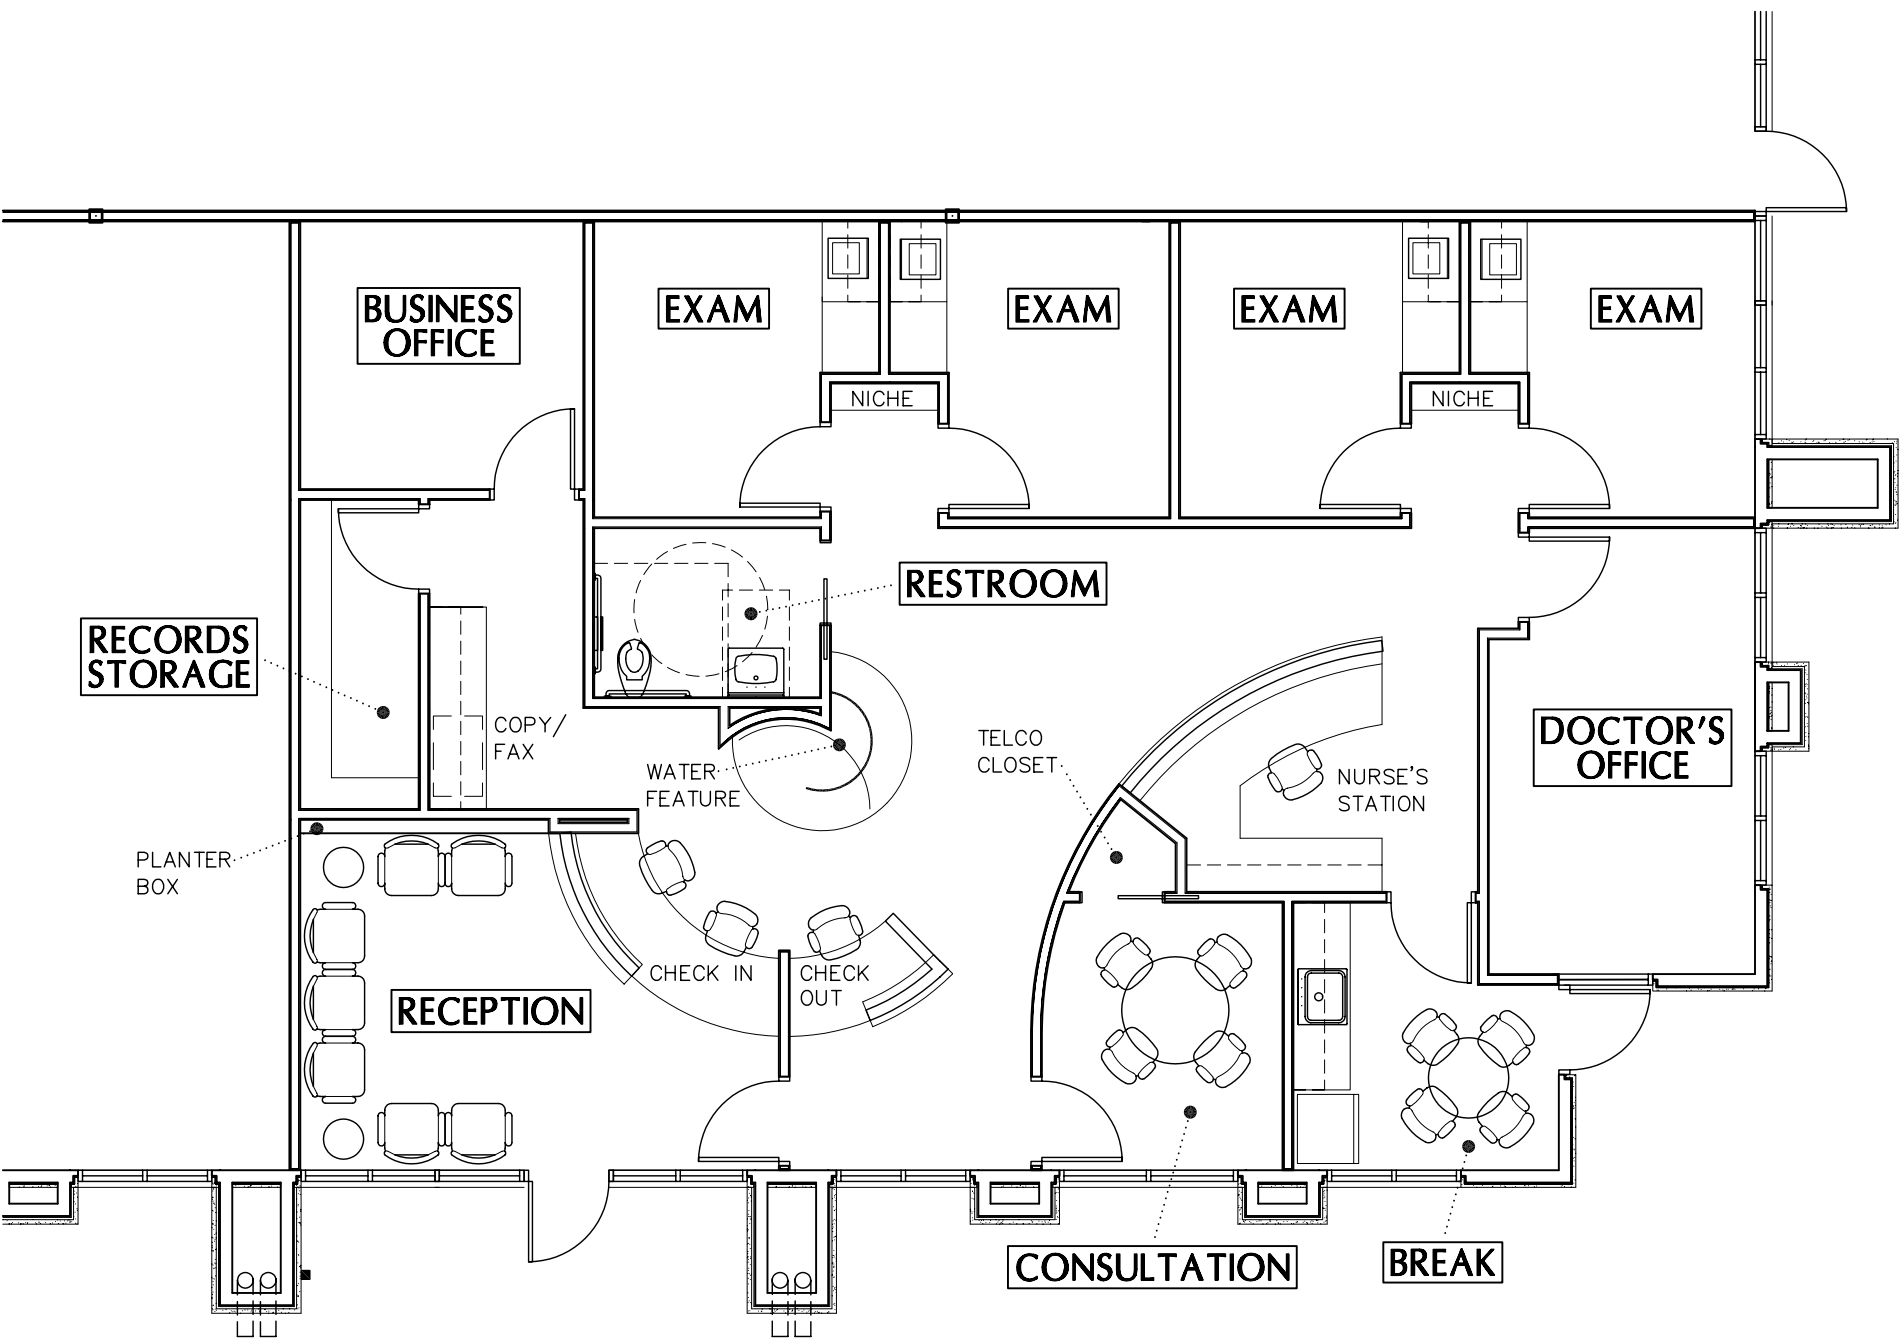 BUSINESS
OFFICE
EXAM
EXAM
EXAM
EXAM
NICHE
NICHE
RESTROOM
RECORDS
STORAGE
COPY/
FAX
WATER
FEATURE
TELCO
CLOSET
NURSE'S
STATION
DOCTOR'S
OFFICE
PLANTER
BOX
CHECK IN
CHECK
OUT
RECEPTION
CONSULTATION
BREAK